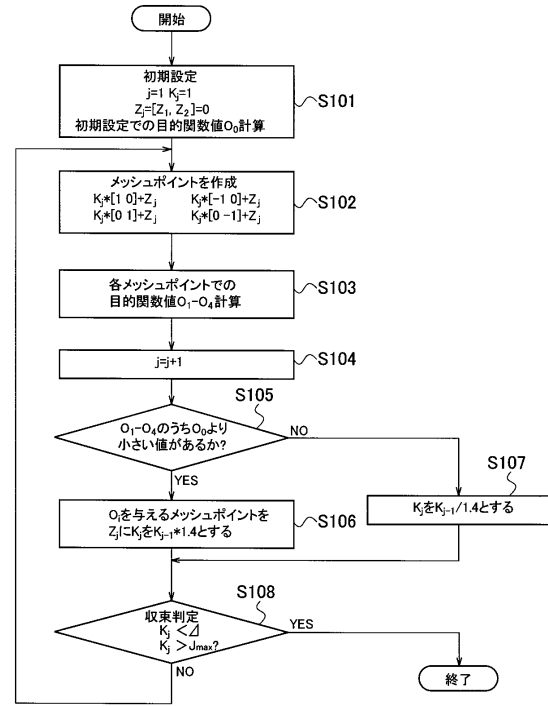 開始
初期設定
j=1 Kj=1
Zj=[Z1, Z2]=0
初期設定での目的関数値O0計算
S101
メッシュポイントを作成
Kj*[1 0]+Zj Kj*[-1 0]+Zj
Kj*[0 1]+Zj Kj*[0 -1]+Zj
S102
各メッシュポイントでの
目的関数値O1-O4計算
S103
j=j+1
S104
S105
O1-O4のうちO0より
小さい値があるか?
NO
YES
S107
KjをKj-1/1.4とする
Oiを与えるメッシュポイントを
ZjにKjをKj-1*1.4とする
S106
S108
収束判定
Kj <⊿
Kj >Jmax?
YES
NO
終了